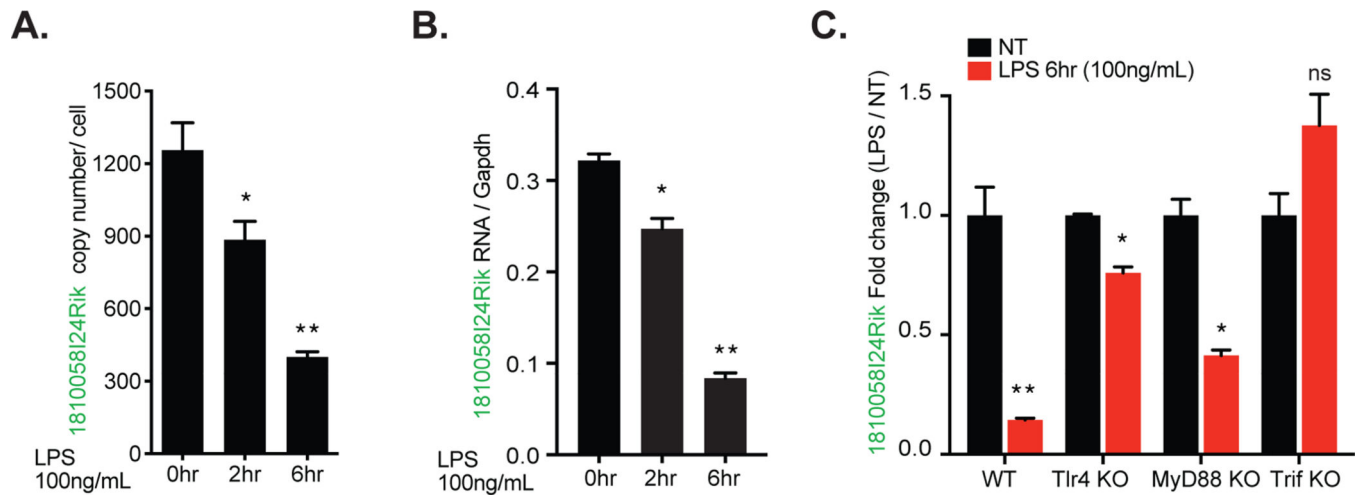 A.
1810058I24Rik copy number/ cell
1500
1200
900
600
300
0
*
**
LPS
100ng/mL
0hr
2hr
6hr
B.
1810058I24Rik RNA / Gapdh
0.4
0.3
0.2
0.1
0.0
*
**
LPS
100ng/mL
0hr
2hr
6hr
C.
NT
LPS 6hr (100ng/mL)
1810058I24Rik Fold change (LPS / NT)
1.5
1.0
0.5
0.0
**
*
*
ns
WT
Tlr4 KO
MyD88 KO
Trif KO